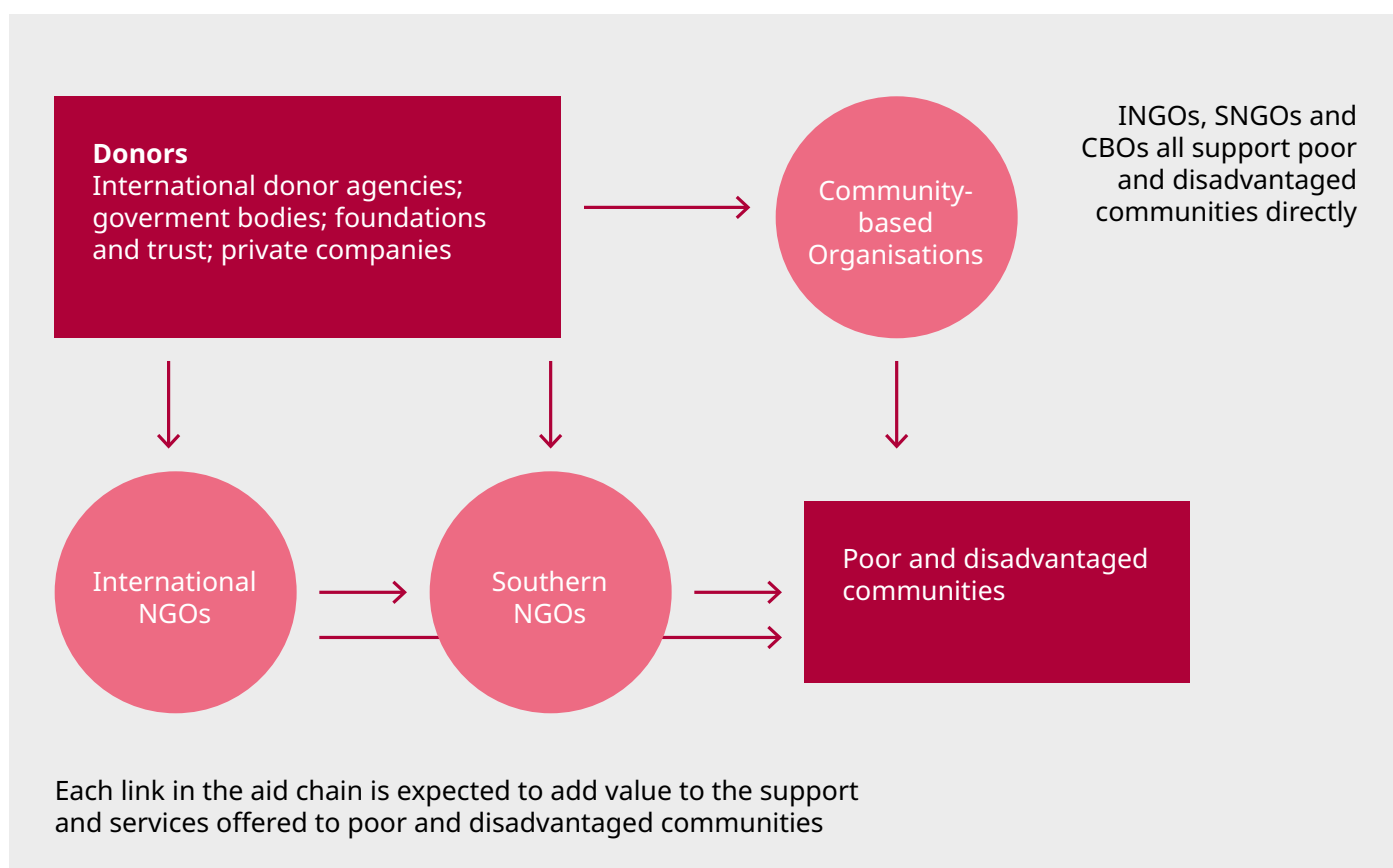 Donors
International donor agencies;
goverment bodies; foundations
and trust; private companies
Community-
based
Organisations
INGOs, SNGOs and
CBOs all support poor
and disadvantaged
communities directly
International
NGOs
Southern
NGOs
Poor and disadvantaged
communities
Each link in the aid chain is expected to add value to the support
and services offered to poor and disadvantaged communities